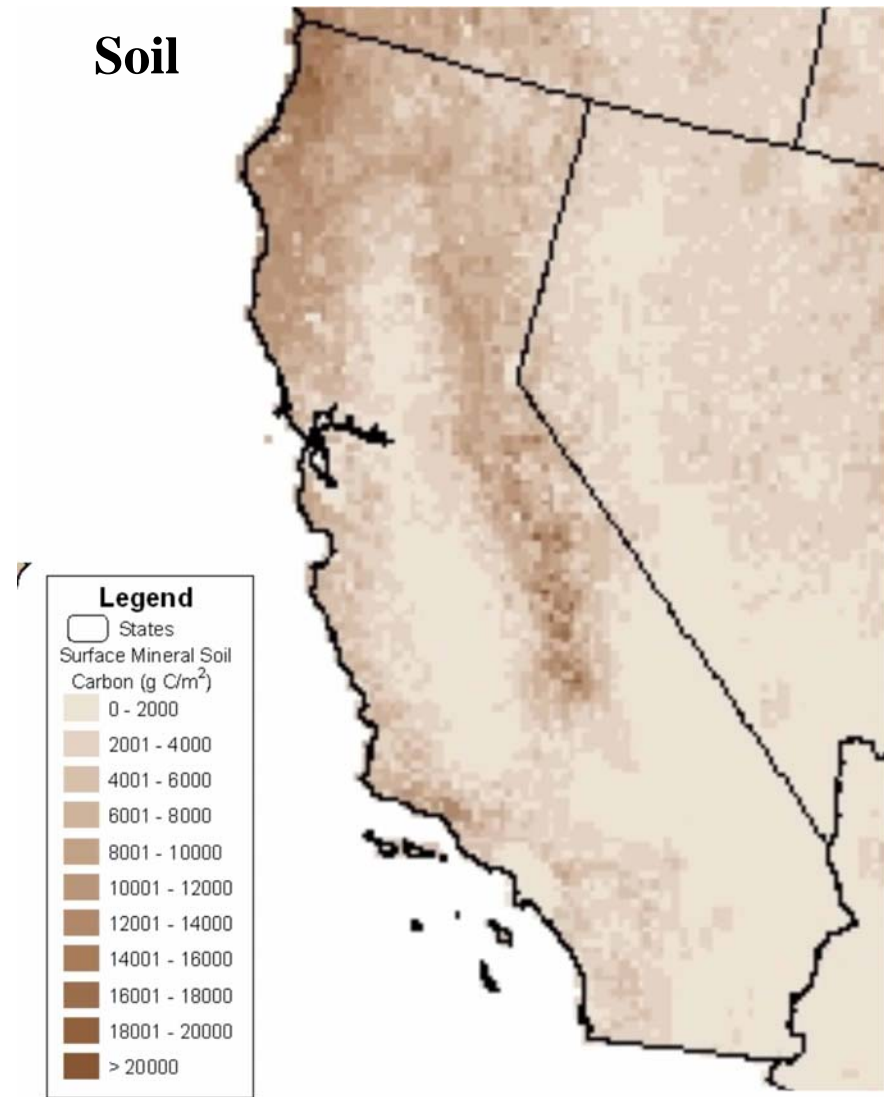 Soil
Legend
States
Surface Mineral Soil
Carbon (g C/m²)
0 - 2000
2001 - 4000
4001 - 6000
6001 - 8000
8001 - 10000
10001 - 12000
12001 - 14000
14001 - 16000
16001 - 18000
18001 - 20000
> 20000